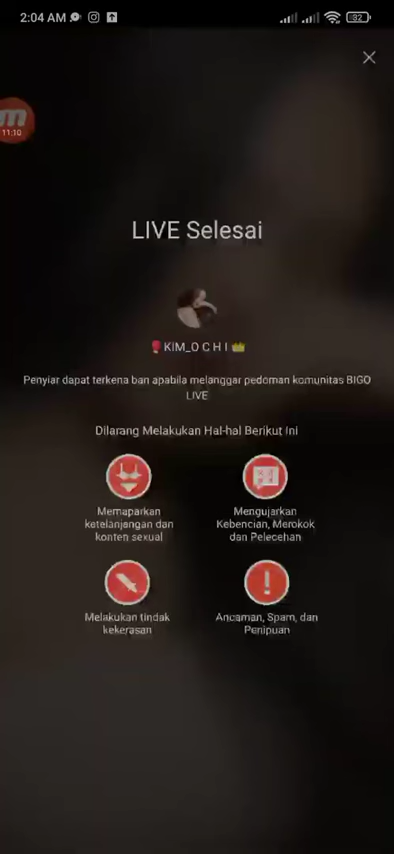 2:04 AM
32
11:10
LIVE Selesai
KIM_O C H I
Penyiar dapat terkena ban apabila melanggar pedoman komunitas BIGO
LIVE
Dilarang Melakukan Hal-hal Berikut Ini
Memaparkan
ketelanjangan dan
konten sexual
Mengujarkan
Kebencian, Merokok
dan Pelecehan
Melakukan tindak
kekerasan
Ancaman, Spam, dan
Penipuan